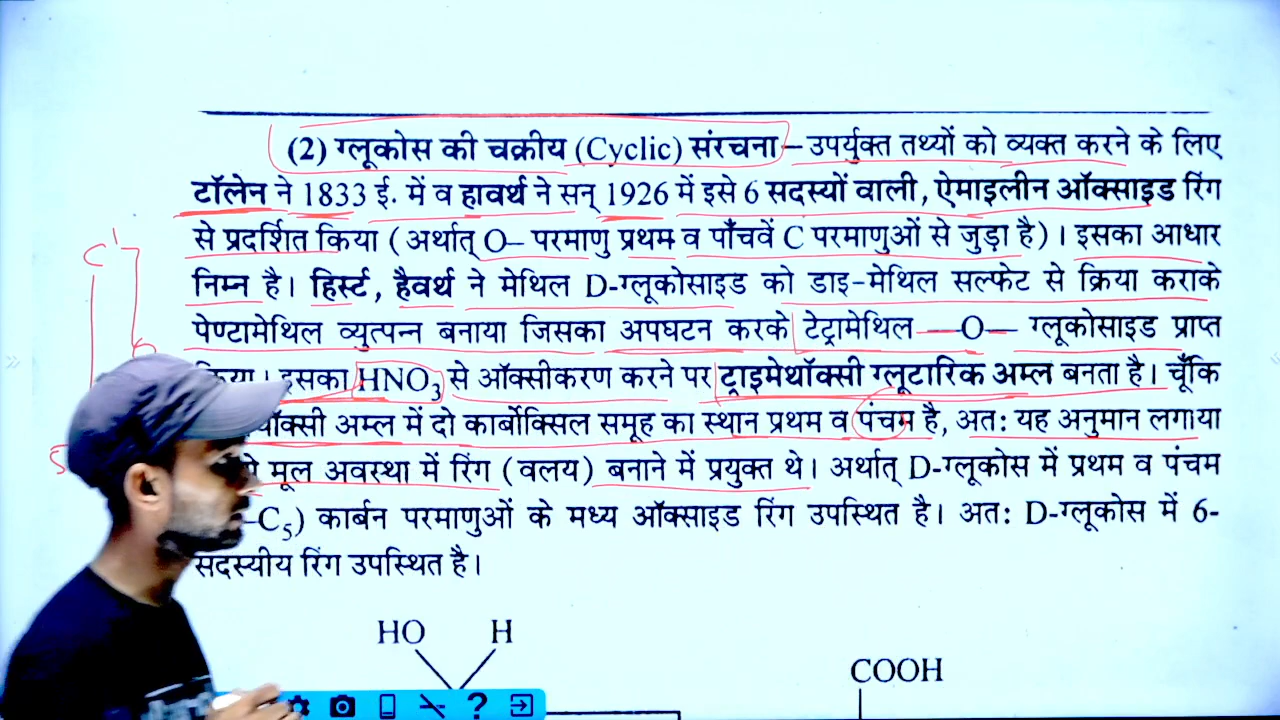 (2) ग्लूकोस की चक्रीय (Cyclic) संरचना – उपर्युक्त तथ्यों को व्यक्त करने के लिए
टॉलेन ने 1833 ई. में व हावर्थ ने सन् 1926 में इसे 6 सदस्यों वाली, ऐमाइलीन ऑक्साइड रिंग
से प्रदर्शित किया (अर्थात् O– परमाणु प्रथम व पाँचवें C परमाणुओं से जुड़ा है)। इसका आधार
निम्न है। हिर्स्ट, हैवर्थ ने मेथिल D-ग्लूकोसाइड को डाइ-मेथिल सल्फेट से क्रिया कराके
पेण्टामेथिल व्युत्पन्न बनाया जिसका अपघटन करके टेट्रामेथिल —O— ग्लूकोसाइड प्राप्त
किया। इसका HNO₃ से ऑक्सीकरण करने पर ट्राइमेथॉक्सी ग्लूटारिक अम्ल बनता है। चूँकि
अम्ल में दो कार्बोक्सिल समूह का स्थान प्रथम व पंचम है, अतः यह अनुमान लगाया
मूल अवस्था में रिंग (वलय) बनाने में प्रयुक्त थे। अर्थात् D-ग्लूकोस में प्रथम व पंचम
–C₅) कार्बन परमाणुओं के मध्य ऑक्साइड रिंग उपस्थित है। अतः D-ग्लूकोस में 6-
सदस्यीय रिंग उपस्थित है।
HO H
COOH
C¹